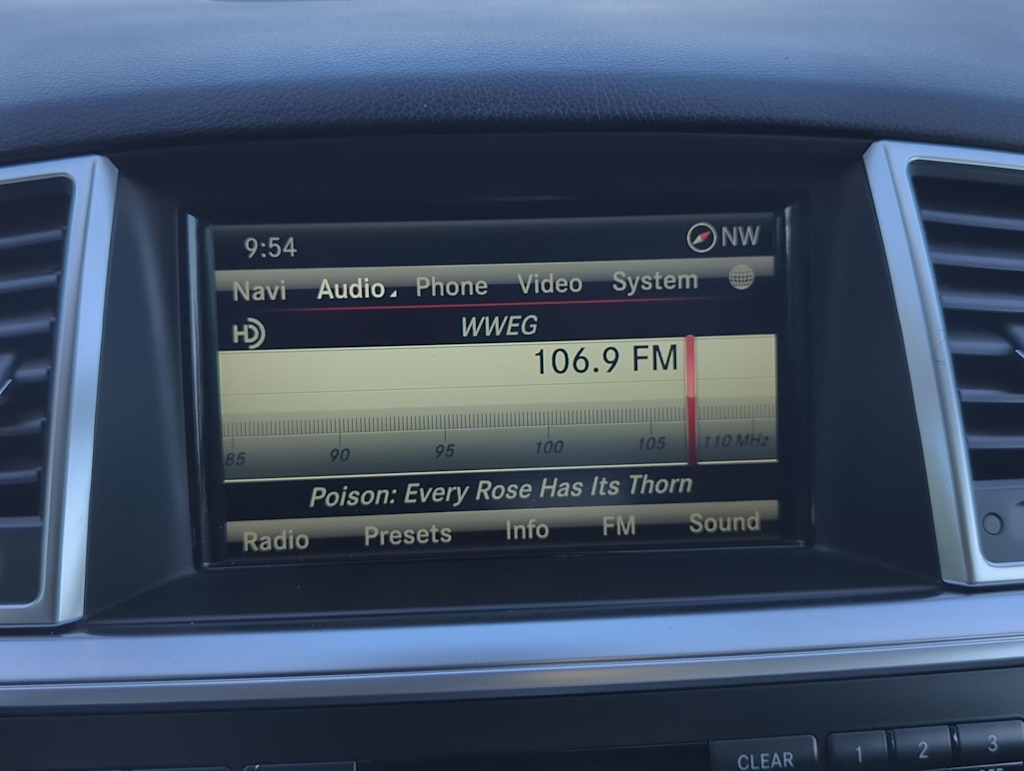 9:54 NW
Navi Audio Phone Video System
HD WWEG
106.9 FM
85 90 95 100 105 110 MHz
Poison: Every Rose Has Its Thorn
Radio Presets Info FM Sound
CLEAR 1 2 3